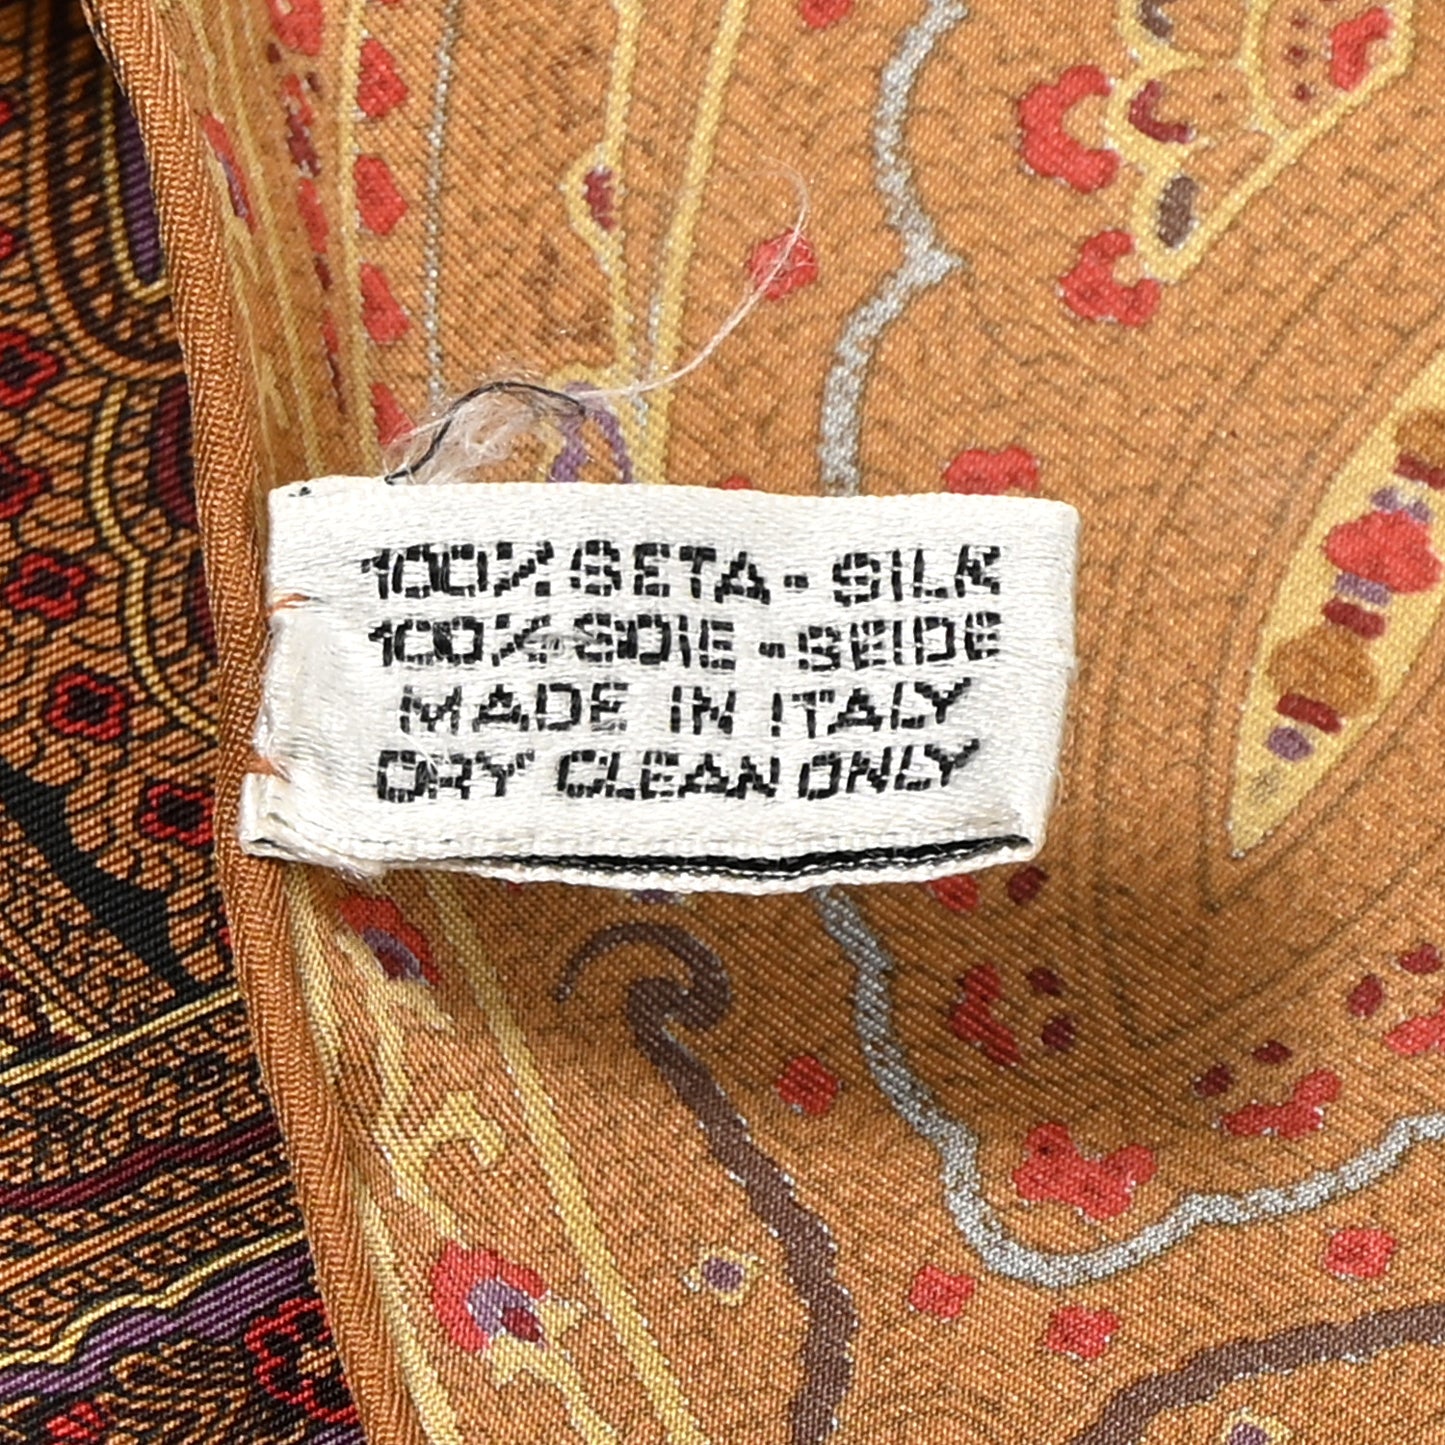 100% SETA - SILK
100% SOIE - SEIDE
MADE IN ITALY
DRY CLEAN ONLY